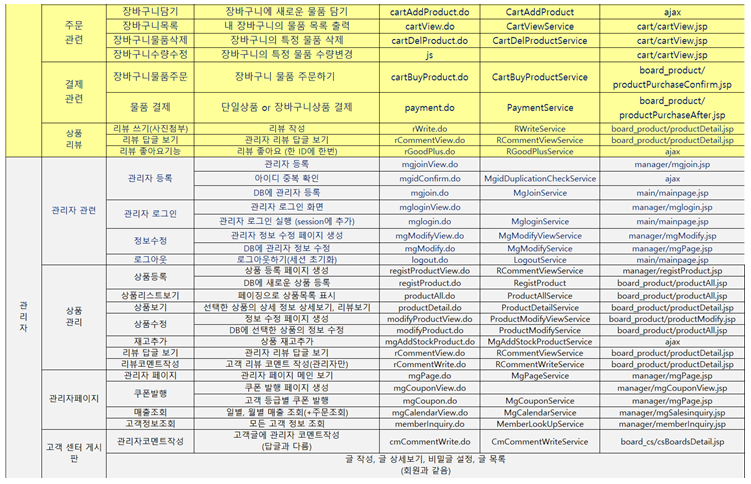 주문 관련
장바구니담기 장바구니에 새로운 물품 담기 cartAddProduct.do CartAddProduct ajax
장바구니목록 내 장바구니의 물품 목록 출력 cartView.do CartViewService cart/cartView.jsp
장바구니물품삭제 장바구니의 특정 물품 삭제 cartDelProduct.do CartDelProductService cart/cartView.jsp
장바구니수량수정 장바구니의 특정 물품 수량변경 js cart/cartView.jsp
결제 관련
장바구니물품주문 장바구니 물품 주문하기 cartBuyProduct.do CartBuyProductService board_product/
productPurchaseConfirm.jsp
물품 결제 단일상품 or 장바구니상품 결제 payment.do PaymentService board_product/
productPurchaseAfter.jsp
상품 리뷰
리뷰 쓰기(사진첨부) 리뷰 작성 rWrite.do RWriteService board_product/productDetail.jsp
리뷰 답글 보기 관리자 리뷰 답글 보기 rCommentView.do RCommentViewService board_product/productDetail.jsp
리뷰 좋아요기능 리뷰 좋아요 (한 ID에 한번) rGoodPlus.do RGoodPlusService ajax
관리자
관리자 관련
관리자 등록 관리자 등록 mgjoinView.do manager/mgjoin.jsp
아이디 중복 확인 mgidConfirm.do MgidDuplicationCheckService ajax
DB에 관리자 등록 mgjoin.do MgJoinService main/mainpage.jsp
관리자 로그인 관리자 로그인 화면 mgloginView.do manager/mglogin.jsp
관리자 로그인 실행 (session에 추가) mglogin.do MgloginService main/mainpage.jsp
정보수정 관리자 정보 수정 페이지 생성 mgModifyView.do MgModifyViewService manager/mgModify.jsp
DB에 관리자 정보 수정 mgModify.do MgModifyService manager/mgPage.jsp
로그아웃 로그아웃하기(세션 초기화) logout.do LogoutService main/mainpage.jsp
상품 관리
상품등록 상품 등록 페이지 생성 registProductView.do RCommentViewService manager/registProduct.jsp
DB에 새로운 상품 등록 registProduct.do RegistProduct board_product/productAll.jsp
상품리스트보기 페이징으로 상품목록 표시 productAll.do ProductAllService board_product/productAll.jsp
상품보기 선택한 상품의 상세 정보 상세보기, 리뷰보기 productDetail.do ProductDetailService board_product/productDetail.jsp
상품수정 정보 수정 페이지 생성 modifyProductView.do ProductModifyViewService board_product/productModify.jsp
DB에 선택한 상품의 정보 수정 modifyProduct.do ProductModifyService board_product/productAll.jsp
재고추가 상품 재고추가 mgAddStockProduct.do MgAddStockProductService ajax
리뷰 답글 보기 관리자 리뷰 답글 보기 rCommentView.do RCommentViewService board_product/productDetail.jsp
리뷰코멘트작성 고객 리뷰 코멘트 작성(관리자만) rCommentWrite.do RCommentWriteService board_product/productDetail.jsp
관리자페이지
관리자 페이지 관리자 페이지 메인 보기 mgPage.do MgPageService manager/mgPage.jsp
쿠폰발행 쿠폰 발행 페이지 생성 mgCouponView.do manager/mgCouponView.jsp
고객 등급별 쿠폰 발행 mgCoupon.do MgCouponService manager/mgPage.jsp
매출조회 일별, 월별 매출 조회(+주문조회) mgCalendarView.do MgCalendarService manager/mgSalesinquiry.jsp
고객정보조회 모든 고객 정보 조회 memberInquiry.do MemberLookUpService manager/memberInquiry.jsp
고객 센터 게시판
관리자코멘트작성 고객글에 관리자 코멘트작성
(답글과 다름) cmCommentWrite.do CmCommentWriteService board_cs/csBoardsDetail.jsp
글 작성, 글 상세보기, 비밀글 설정, 글 목록
(회원과 같음)